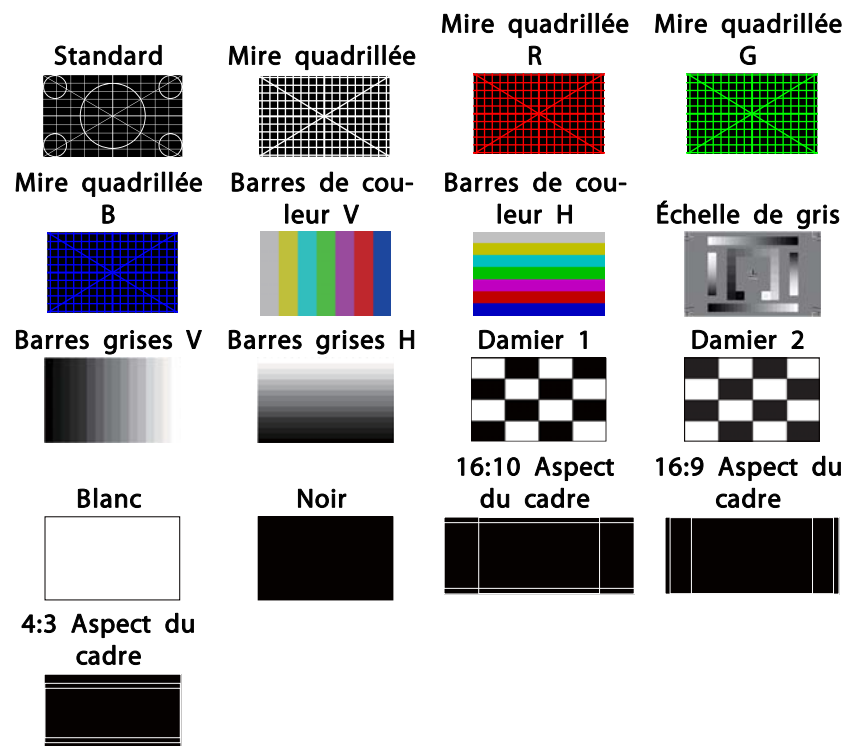 Standard
Mire quadrillée
Mire quadrillée
R
Mire quadrillée
G
Mire quadrillée
B
Barres de cou-
leur V
Barres de cou-
leur H
Échelle de gris
Barres grises V
Barres grises H
Damier 1
Damier 2
Blanc
Noir
16:10 Aspect
du cadre
16:9 Aspect du
cadre
4:3 Aspect du
cadre